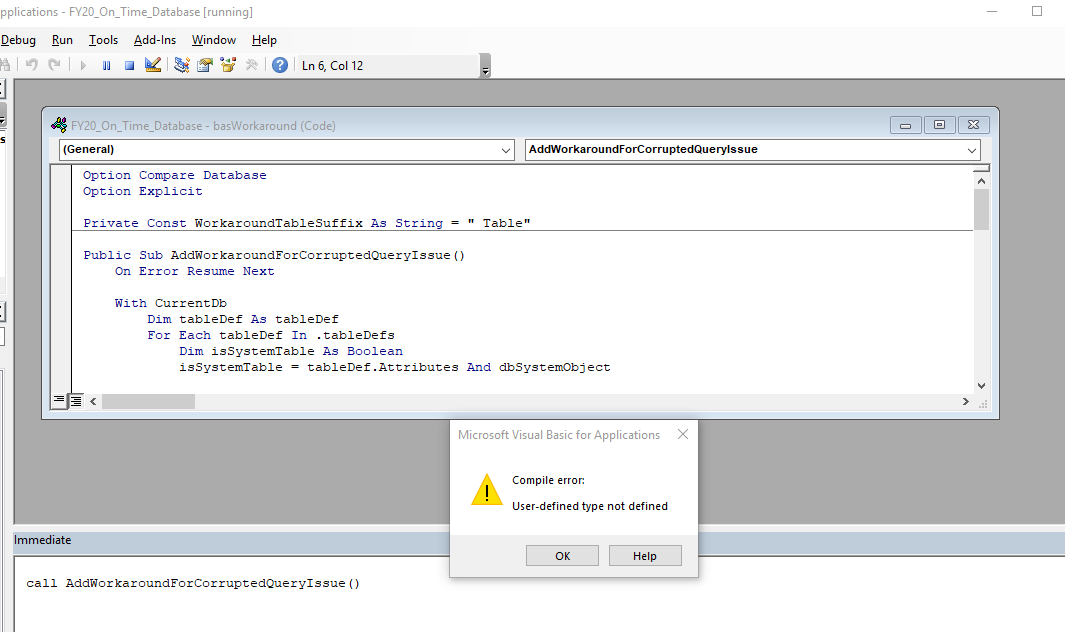 pplications - FY20_On_Time_Database [running]
Debug Run Tools Add-Ins Window Help
Ln 6, Col 12
FY20_On_Time_Database - basWorkaround (Code)
(General) AddWorkaroundForCorruptedQueryIssue
Option Compare Database
Option Explicit
Private Const WorkaroundTableSuffix As String = " Table"
Public Sub AddWorkaroundForCorruptedQueryIssue()
On Error Resume Next
With CurrentDb
Dim tableDef As tableDef
For Each tableDef In .tableDefs
Dim isSystemTable As Boolean
isSystemTable = tableDef.Attributes And dbSystemObject
Microsoft Visual Basic for Applications
Compile error:
User-defined type not defined
OK Help
Immediate
call AddWorkaroundForCorruptedQueryIssue()